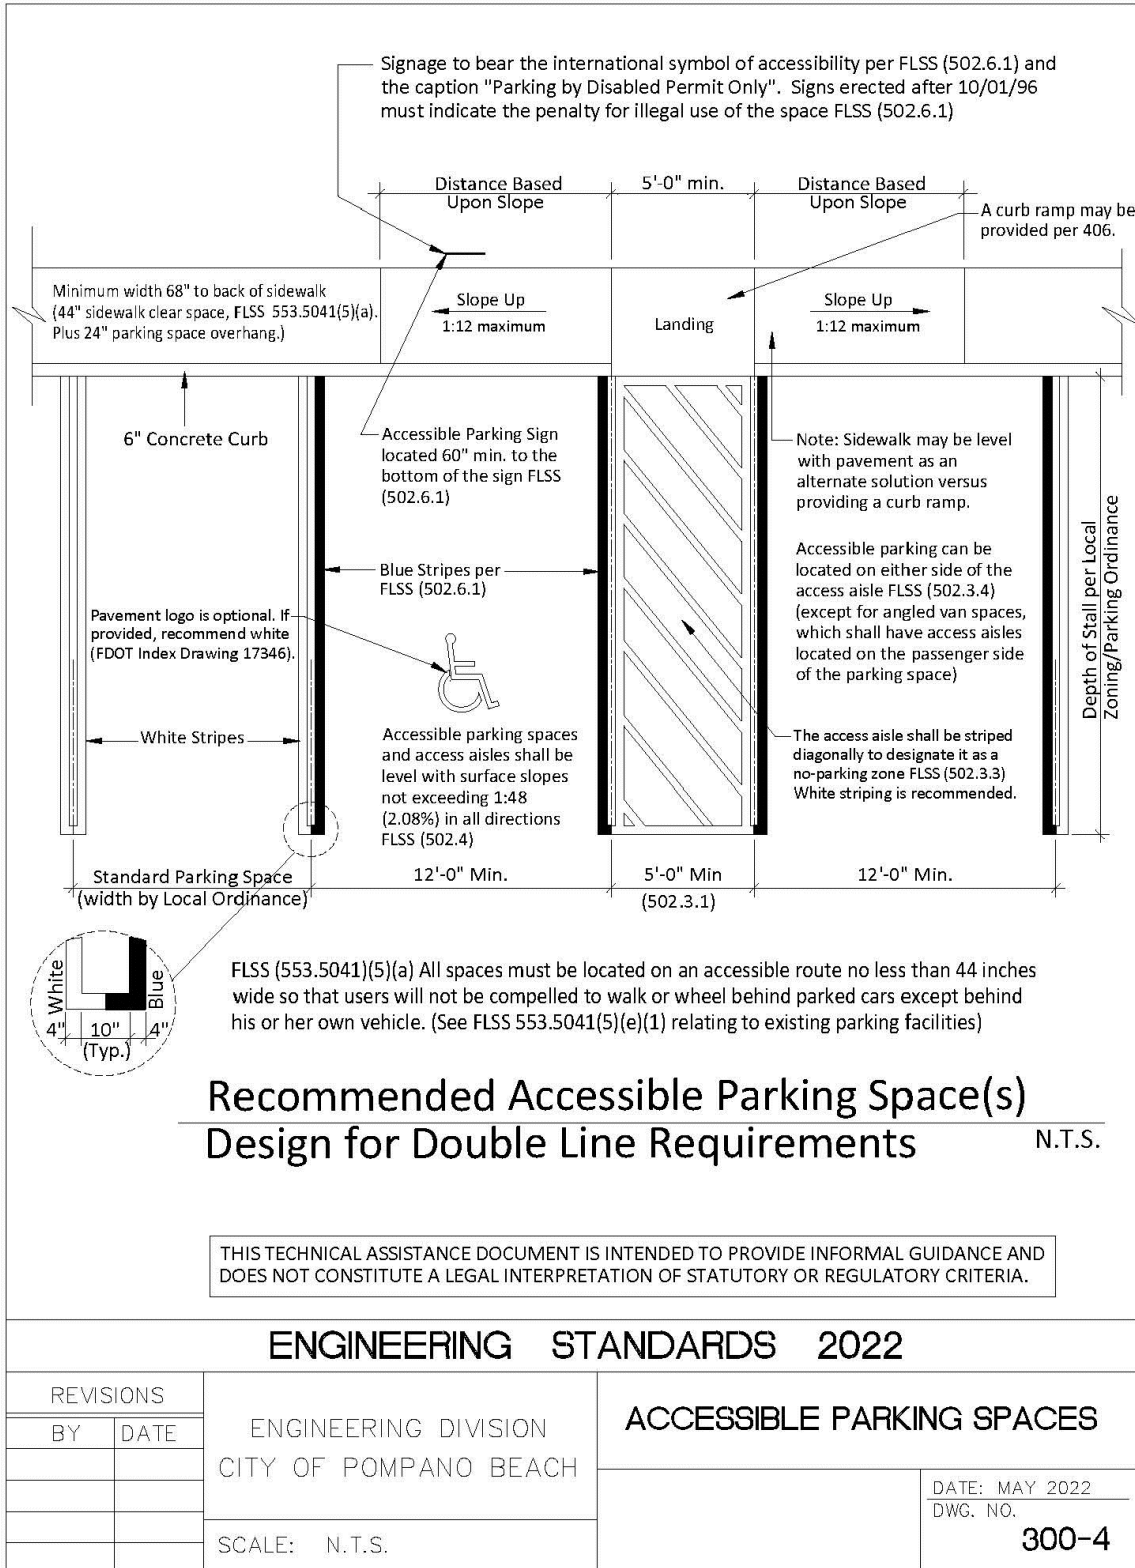 Signage to bear the international symbol of accessibility per FLSS (502.6.1) and
the caption "Parking by Disabled Permit Only". Signs erected after 10/01/96
must indicate the penalty for illegal use of the space FLSS (502.6.1)
Distance Based
Upon Slope
5'-0" min.
Distance Based
Upon Slope
A curb ramp may be
provided per 406.
Minimum width 68" to back of sidewalk
(44" sidewalk clear space, FLSS 553.5041(5)(a).
Plus 24" parking space overhang.)
Slope Up
1:12 maximum
Landing
Slope Up
1:12 maximum
6" Concrete Curb
Accessible Parking Sign
located 60" min. to the
bottom of the sign FLSS
(502.6.1)
Note: Sidewalk may be level
with pavement as an
alternate solution versus
providing a curb ramp.
Accessible parking can be
located on either side of the
access aisle FLSS (502.3.4)
(except for angled van spaces,
which shall have access aisles
located on the passenger side
of the parking space)
Depth of Stall per Local
Zoning/Parking Ordinance
Blue Stripes per
FLSS (502.6.1)
Pavement logo is optional. If
provided, recommend white
(FDOT Index Drawing 17346).
White Stripes
Accessible parking spaces
and access aisles shall be
level with surface slopes
not exceeding 1:48
(2.08%) in all directions
FLSS (502.4)
The access aisle shall be striped
diagonally to designate it as a
no-parking zone FLSS (502.3.3)
White striping is recommended.
Standard Parking Space
(width by Local Ordinance)
12'-0" Min.
5'-0" Min
(502.3.1)
12'-0" Min.
White
Blue
4"
10"
4"
(Typ.)
FLSS (553.5041)(5)(a) All spaces must be located on an accessible route no less than 44 inches
wide so that users will not be compelled to walk or wheel behind parked cars except behind
his or her own vehicle. (See FLSS 553.5041(5)(e)(1) relating to existing parking facilities)
Recommended Accessible Parking Space(s)
Design for Double Line Requirements
N.T.S.
THIS TECHNICAL ASSISTANCE DOCUMENT IS INTENDED TO PROVIDE INFORMAL GUIDANCE AND
DOES NOT CONSTITUTE A LEGAL INTERPRETATION OF STATUTORY OR REGULATORY CRITERIA.
ENGINEERING STANDARDS 2022
REVISIONS
BY
DATE
ENGINEERING DIVISION
CITY OF POMPANO BEACH
SCALE: N.T.S.
ACCESSIBLE PARKING SPACES
DATE: MAY 2022
DWG. NO.
300-4